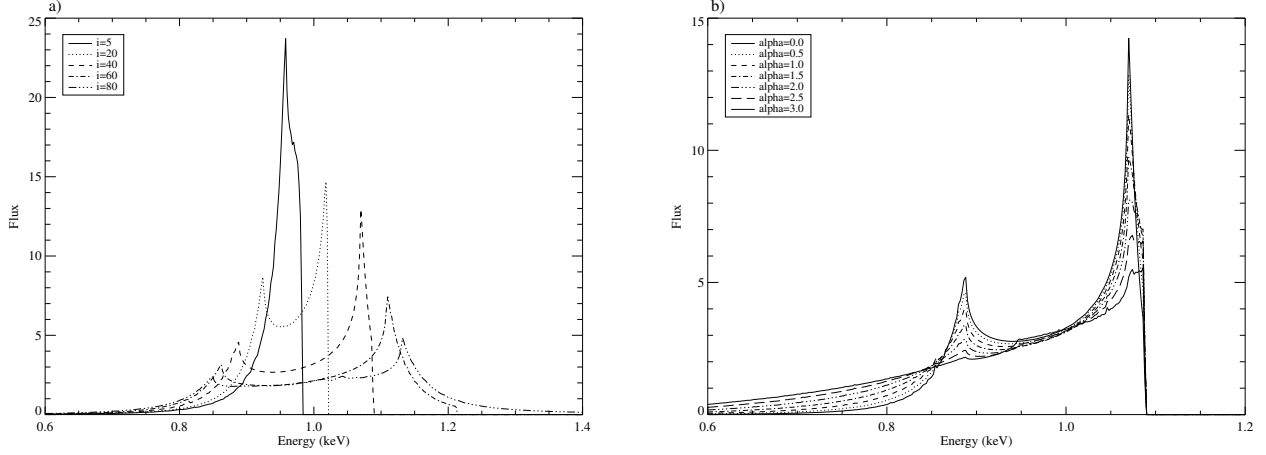 a)
25
20
15
10
5
0
Flux
i=5
i=20
i=40
i=60
i=80
0.6 0.8 1.0 1.2 1.4
Energy (keV)
b)
15
10
5
0
Flux
alpha=0.0
alpha=0.5
alpha=1.0
alpha=1.5
alpha=2.0
alpha=2.5
alpha=3.0
0.6 0.8 1.0 1.2
Energy (keV)